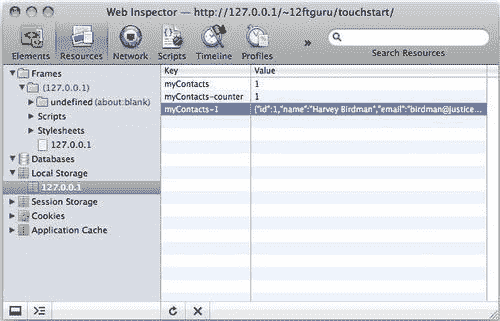 Web Inspector — http://127.0.0.1/~12ftguru/touchstart/
Elements Resources Network Scripts Timeline Profiles » Search Resources
Key Value
Frames
(127.0.0.1)
undefined (about:blank)
Scripts
Stylesheets
127.0.0.1
Databases
Local Storage
127.0.0.1
Session Storage
Cookies
Application Cache
myContacts 1
myContacts-counter 1
myContacts-1 {"id":1,"name":"Harvey Birdman","email":"birdman@justice...